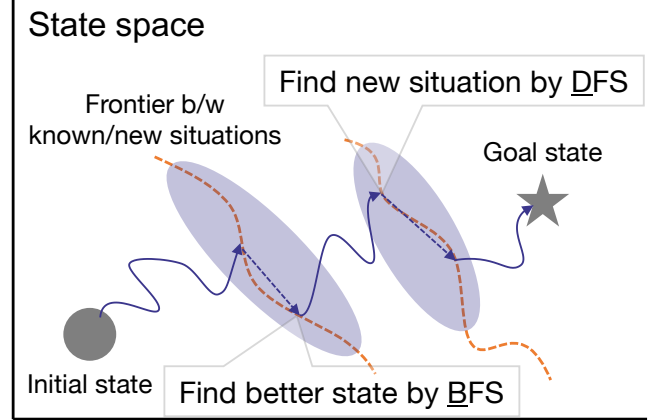 State space
Find new situation by DFS
Frontier b/w
known/new situations
Goal state
Initial state
Find better state by BFS